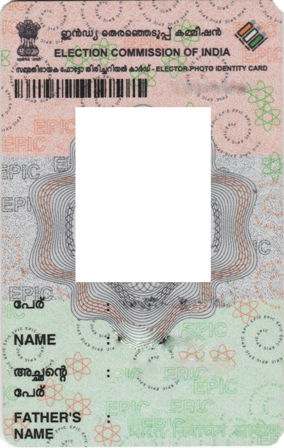 ഇന്ത്യ തെരഞ്ഞെടുപ്പ് കമ്മീഷൻ
ELECTION COMMISSION OF INDIA
സമ്മതിദായക ഫോട്ടോ തിരിച്ചറിയൽ കാർഡ് - ELECTOR PHOTO IDENTITY CARD
EPIC
EPIC
EPIC
EPIC
പേര് :
NAME :
അച്ഛന്റെ :
പേര്
FATHER'S :
NAME